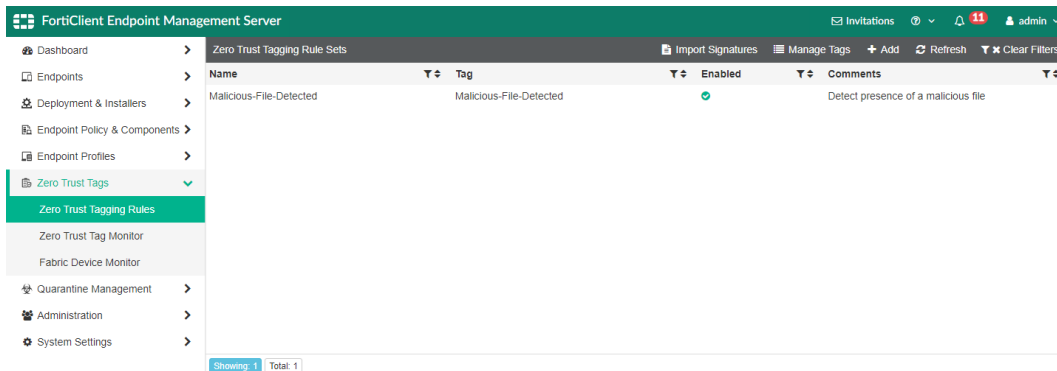 FortiClient Endpoint Management Server
Invitations
11
admin
Dashboard
Endpoints
Deployment & Installers
Endpoint Policy & Components
Endpoint Profiles
Zero Trust Tags
Zero Trust Tagging Rules
Zero Trust Tag Monitor
Fabric Device Monitor
Quarantine Management
Administration
System Settings
Zero Trust Tagging Rule Sets
Import Signatures Manage Tags + Add Refresh Clear Filters
Name Tag Enabled Comments
Malicious-File-Detected Malicious-File-Detected Detect presence of a malicious file
Showing: 1 Total: 1